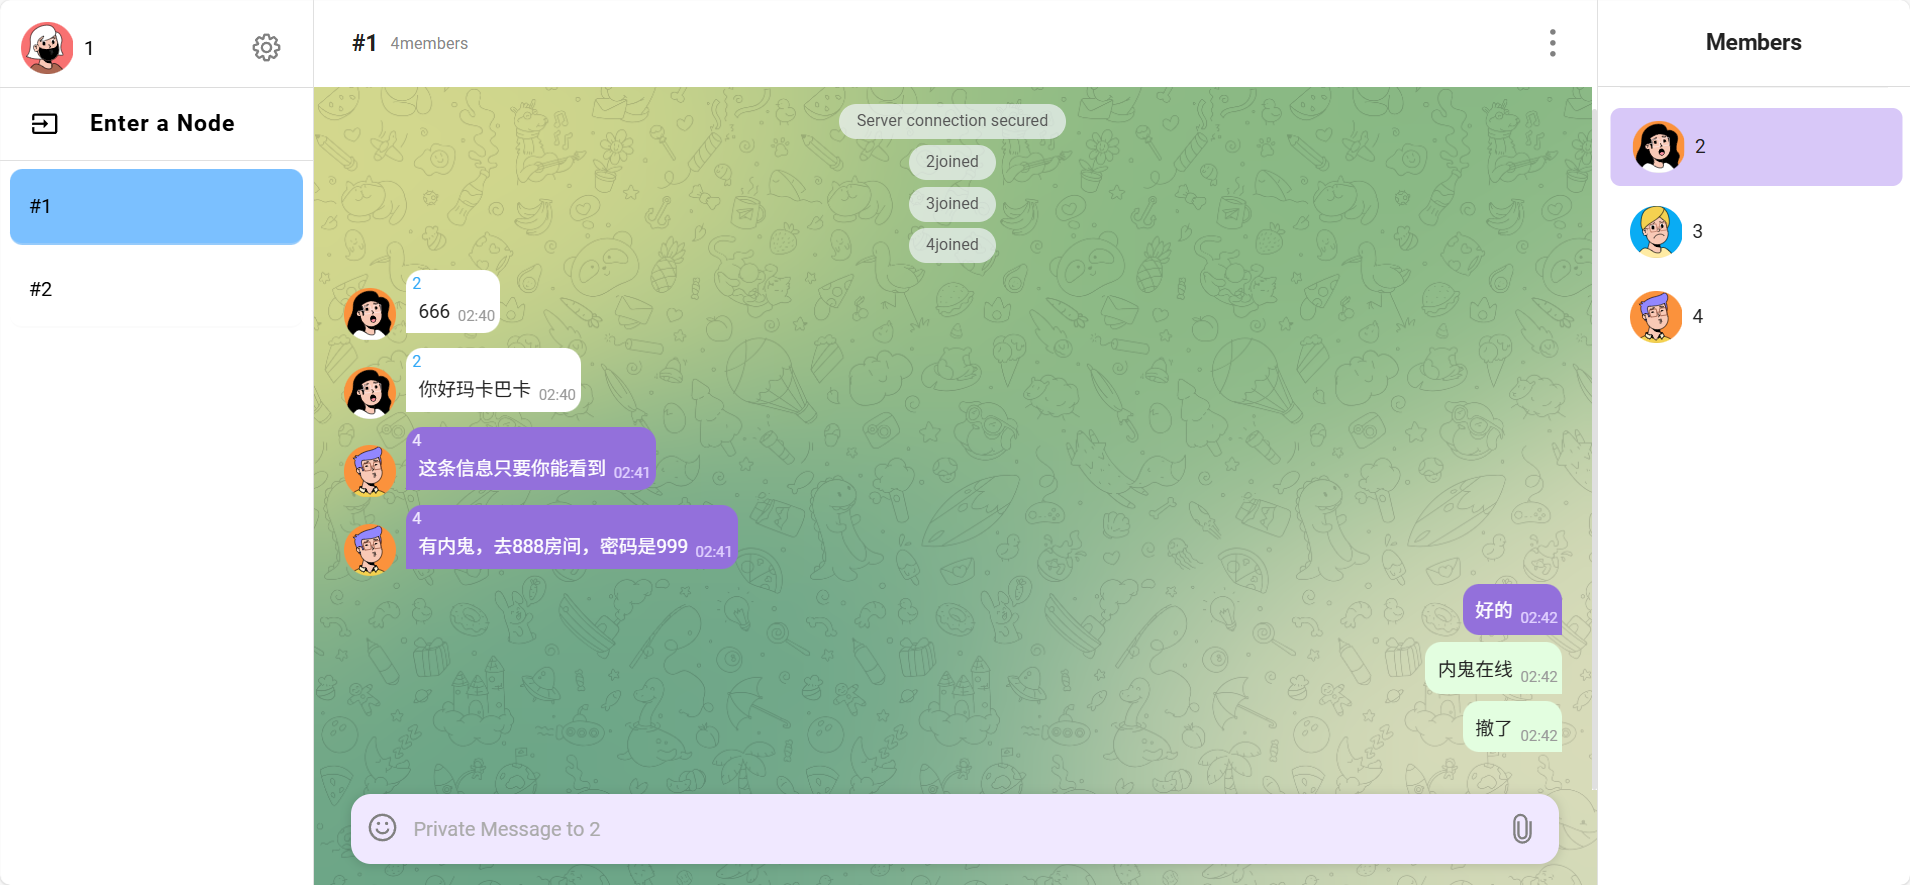 1
Enter a Node
#1
#2
#1 4members
Server connection secured
2joined
3joined
4joined
2
666 02:40
2
你好玛卡巴卡 02:40
4
这条信息只要你能看到 02:41
4
有内鬼，去888房间，密码是999 02:41
好的 02:42
内鬼在线 02:42
撤了 02:42
Private Message to 2
Members
2
3
4